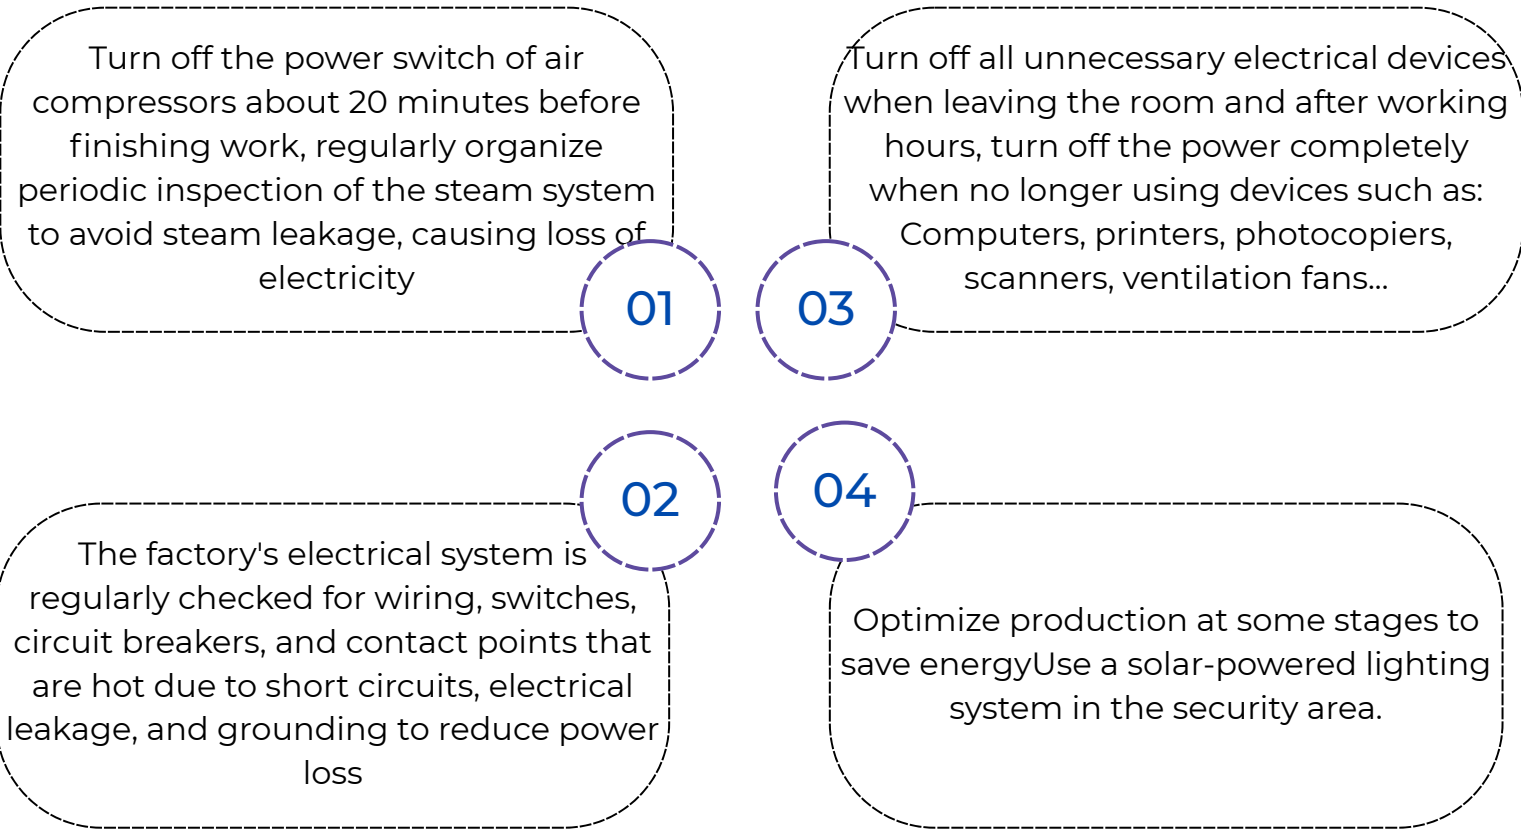 Turn off the power switch of air
compressors about 20 minutes before
finishing work, regularly organize
periodic inspection of the steam system
to avoid steam leakage, causing loss of
electricity
01
The factory's electrical system is
regularly checked for wiring, switches,
circuit breakers, and contact points that
are hot due to short circuits, electrical
leakage, and grounding to reduce power
loss
02
Turn off all unnecessary electrical devices
when leaving the room and after working
hours, turn off the power completely
when no longer using devices such as:
Computers, printers, photocopiers,
scanners, ventilation fans...
03
04
Optimize production at some stages to
save energyUse a solar-powered lighting
system in the security area.